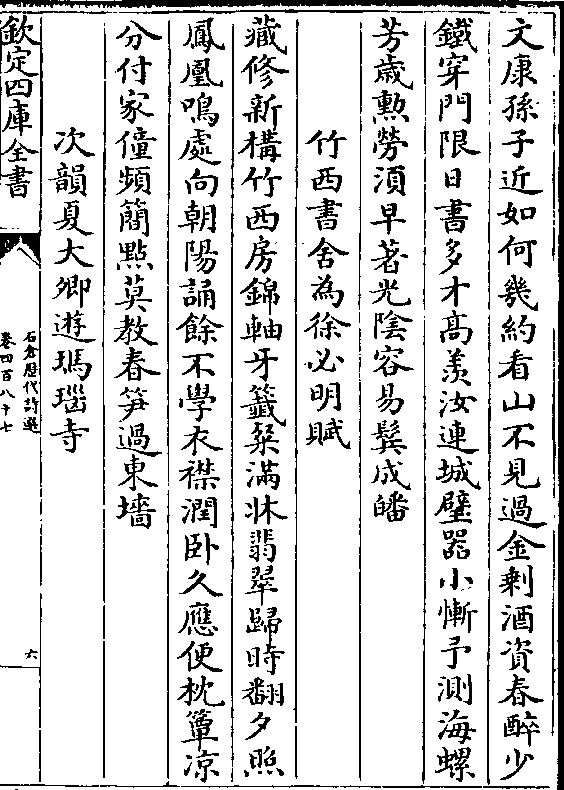 文康孫子近如何幾約看山不見過金剩酒資春醉少
鐵穿門限日書多才高羨汝連城壁器小慚予測海螺
芳歲勲勞須早著光陰容易鬂成皤
竹西書舍為徐必明賦
藏修新構竹西房錦軸牙籤粲滿牀翡翠歸時翻夕照
鳳凰鳴處向朝陽誦餘不學衣襟潤卧久應便枕簟凉
分付家僮頻簡㸃莫教春笋過東墻
次韻夏大卿遊瑪瑙寺
欽定四庫全書
石倉歴代詩選
卷四百八十七
六